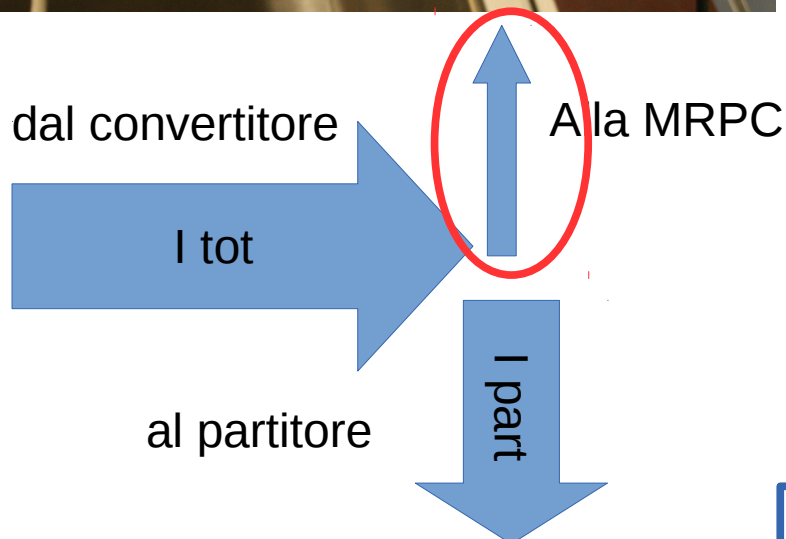 dal convertitore
A la MRPC
I tot
I part
al partitore